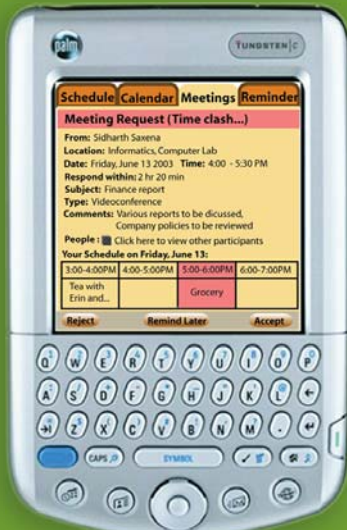 palm
TUNGSTEN|C
Schedule Calendar Meetings Reminder
Meeting Request (Time clash...)
From: Sidharth Saxena
Location: Informatics, Computer Lab
Date: Friday, June 13 2003 Time: 4:00 - 5:30 PM
Respond within: 2 hr 20 min
Subject: Finance report
Type: Videoconference
Comments: Various reports to be dicussed,
Company policies to be reviewed
People : Click here to view other participants
Your Schedule on Friday, June 13:
3:00-4:00PM 4:00-5:00PM 5:00-6:00PM 6:00-7:00PM
Tea with
Erin and...
Grocery
Reject Remind Later Accept
Q W E R T Y U I O P
A S D F G H J K L
Z X C V B N M .
CAPS SYMBOL